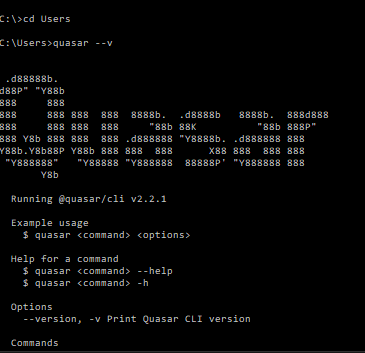 C:\>cd Users
C:\Users>quasar --v
 .d88888b.
d88P" "Y88b
888     888
888     888 888  888  8888b.  .d8888b   8888b.  888d888
888     888 888  888     "88b 88K          "88b 888P"
888 Y8b 888 888  888 .d888888 "Y8888b. .d888888 888
Y88b.Y8b88P Y88b 888 888  888      X88 888  888 888
 "Y888888"   "Y88888 "Y888888  88888P' "Y888888 888
       Y8b
Running @quasar/cli v2.2.1
Example usage
$ quasar <command> <options>
Help for a command
$ quasar <command> --help
$ quasar <command> -h
Options
--version, -v Print Quasar CLI version
Commands